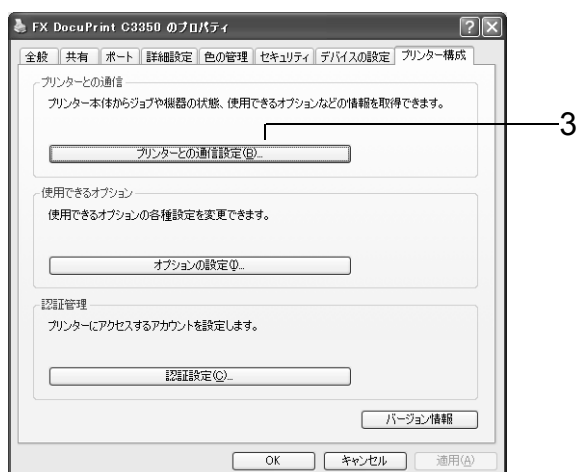 FX DocuPrint C3350 のプロパティ
全般 共有 ポート 詳細設定 色の管理 セキュリティ デバイスの設定 プリンター構成
プリンターとの通信
プリンター本体からジョブや機器の状態、使用できるオプションなどの情報を取得できます。
3
プリンターとの通信設定(B)...
使用できるオプション
使用できるオプションの各種設定を変更できます。
オプションの設定(I)...
認証管理
プリンターにアクセスするアカウントを設定します。
認証設定(C)...
バージョン情報
OK キャンセル 適用(A)